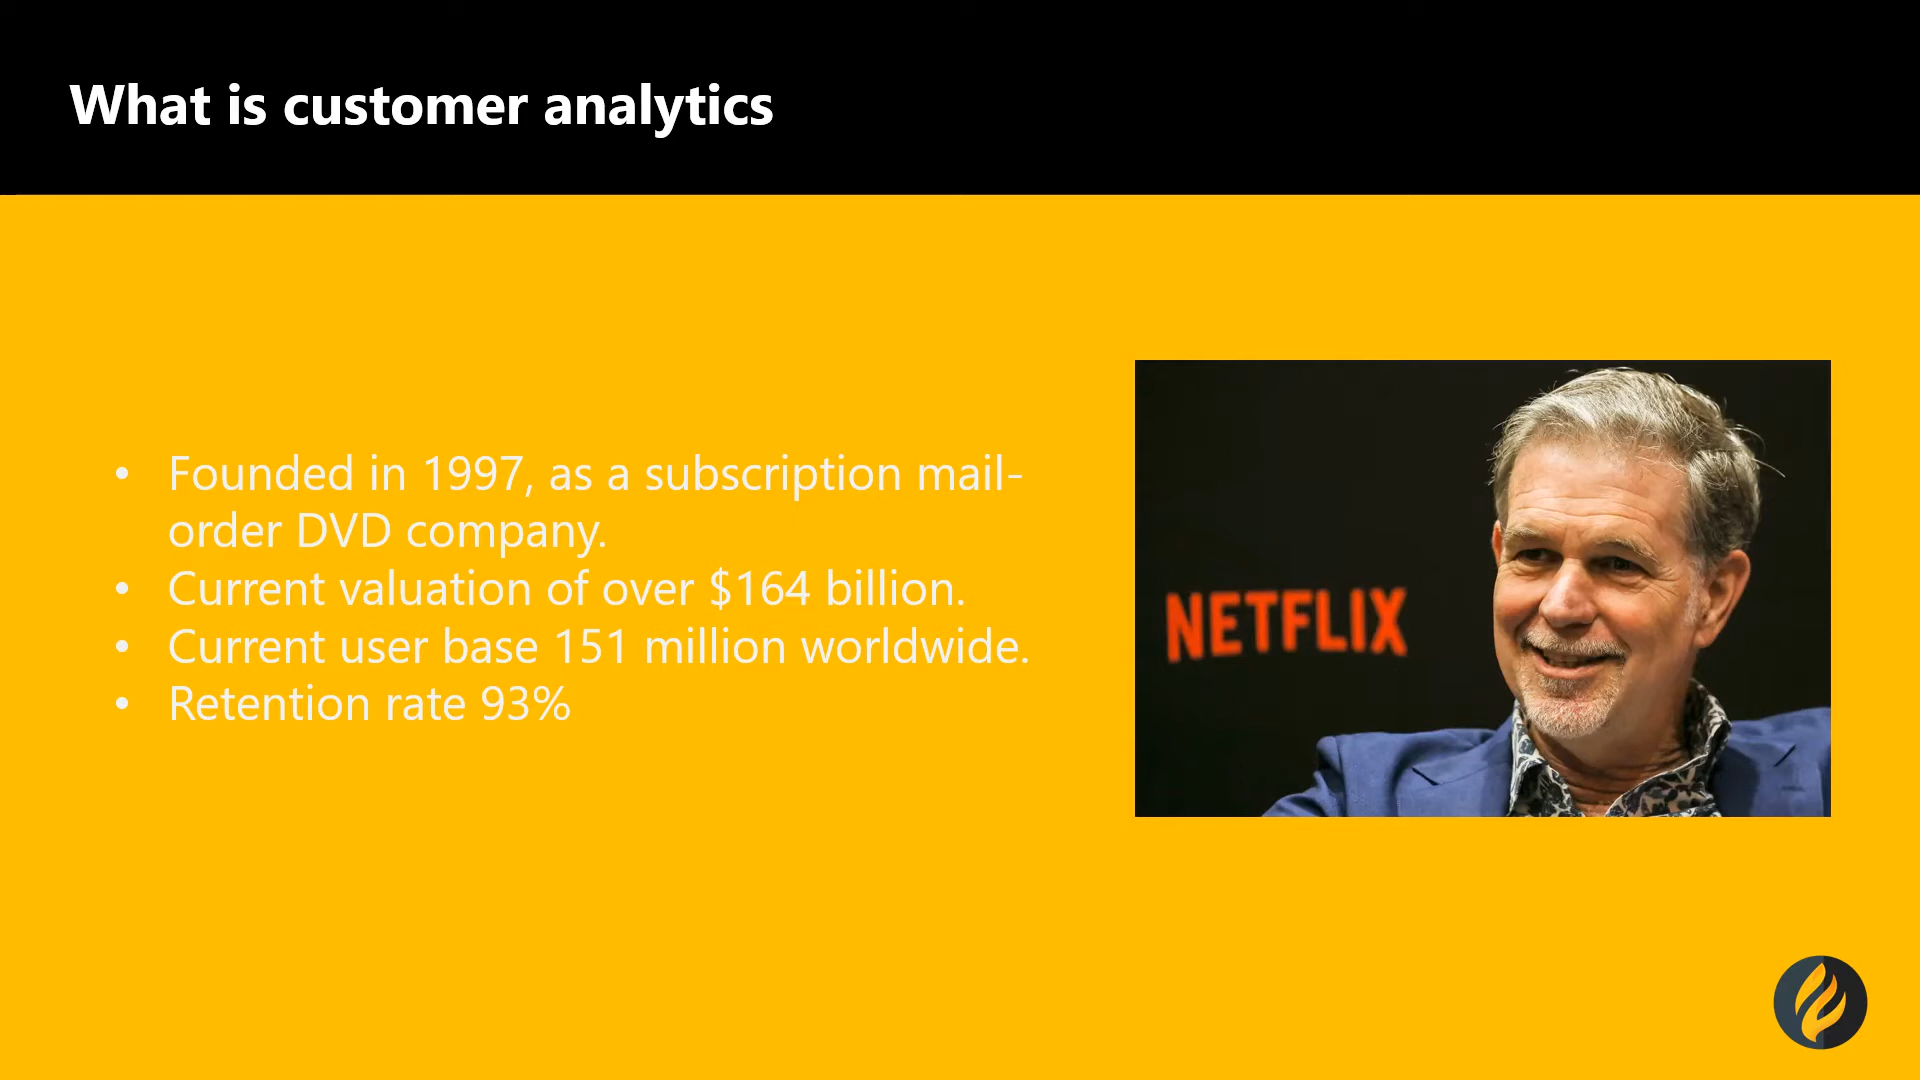 What is customer analytics
• Founded in 1997, as a subscription mail-
order DVD company.
• Current valuation of over $164 billion.
• Current user base 151 million worldwide.
• Retention rate 93%
NETFLIX